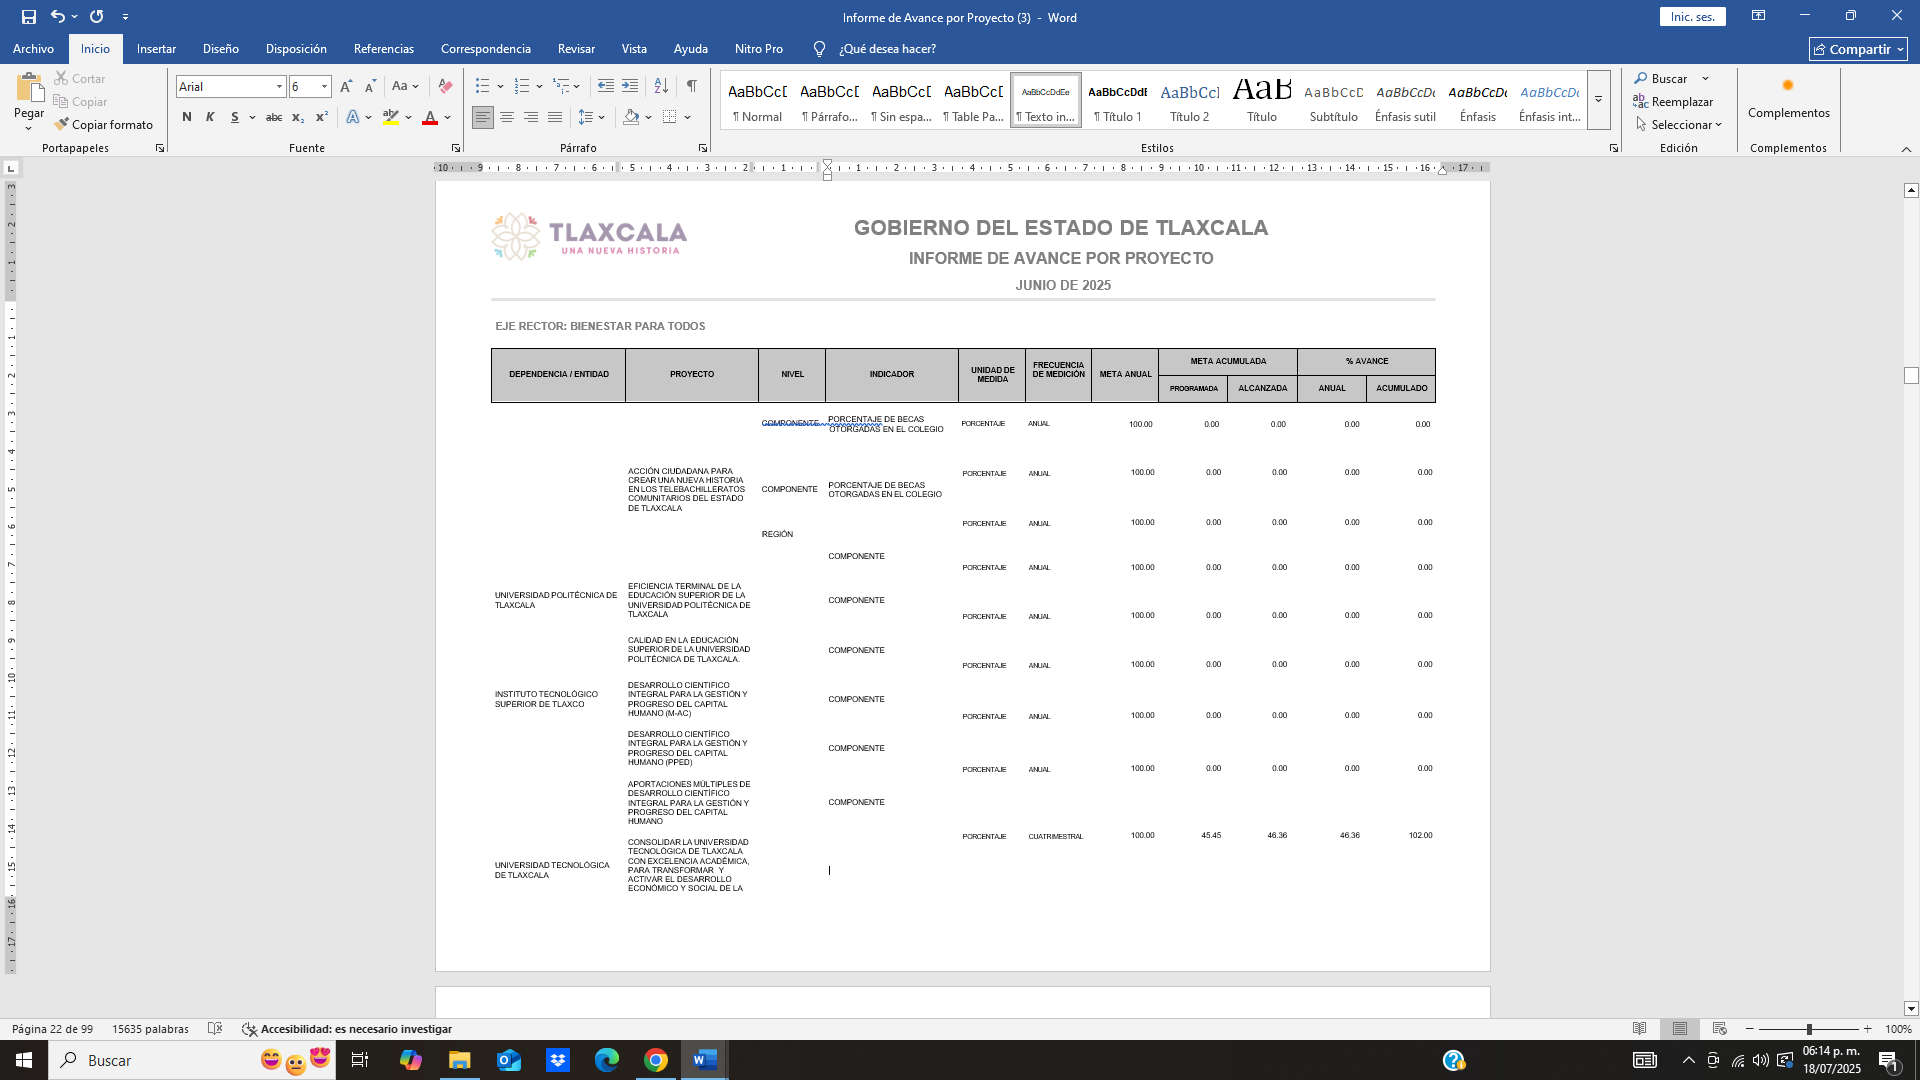 Informe de Avance por Proyecto (3) - Word
Inic. ses.
Archivo Inicio Insertar Diseño Disposición Referencias Correspondencia Revisar Vista Ayuda Nitro Pro ¿Qué desea hacer? Compartir
Pegar
Cortar
Copiar
Copiar formato
Portapapeles
Arial 6
Aa
N K S abc x₂ x²
Fuente
Párrafo
AaBbCcDdEe
¶ Normal ¶ Párrafo... ¶ Sin espa... ¶ Table Pa... ¶ Texto in... ¶ Título 1 Título 2 Título Subtítulo Énfasis sutil Énfasis Énfasis int...
Estilos
Buscar
Reemplazar
Seleccionar
Edición
Complementos
Complementos
TLAXCALA
UNA NUEVA HISTORIA
GOBIERNO DEL ESTADO DE TLAXCALA
INFORME DE AVANCE POR PROYECTO
JUNIO DE 2025
EJE RECTOR: BIENESTAR PARA TODOS
DEPENDENCIA / ENTIDAD PROYECTO NIVEL INDICADOR UNIDAD DE MEDIDA FRECUENCIA DE MEDICIÓN META ANUAL META ACUMULADA % AVANCE
PROGRAMADA ALCANZADA ANUAL ACUMULADO
COMPONENTE PORCENTAJE DE BECAS
OTORGADAS EN EL COLEGIO
PORCENTAJE ANUAL 100.00 0.00 0.00 0.00 0.00
ACCIÓN CIUDADANA PARA
CREAR UNA NUEVA HISTORIA
EN LOS TELEBACHILLERATOS
COMUNITARIOS DEL ESTADO
DE TLAXCALA
COMPONENTE
PORCENTAJE DE BECAS
OTORGADAS EN EL COLEGIO
PORCENTAJE ANUAL 100.00 0.00 0.00 0.00 0.00
REGIÓN
PORCENTAJE ANUAL 100.00 0.00 0.00 0.00 0.00
COMPONENTE
PORCENTAJE ANUAL 100.00 0.00 0.00 0.00 0.00
UNIVERSIDAD POLITÉCNICA DE
TLAXCALA
EFICIENCIA TERMINAL DE LA
EDUCACIÓN SUPERIOR DE LA
UNIVERSIDAD POLITÉCNICA DE
TLAXCALA
COMPONENTE
PORCENTAJE ANUAL 100.00 0.00 0.00 0.00 0.00
CALIDAD EN LA EDUCACIÓN
SUPERIOR DE LA UNIVERSIDAD
POLITÉCNICA DE TLAXCALA.
COMPONENTE
PORCENTAJE ANUAL 100.00 0.00 0.00 0.00 0.00
INSTITUTO TECNOLÓGICO
SUPERIOR DE TLAXCO
DESARROLLO CIENTIFICO
INTEGRAL PARA LA GESTIÓN Y
PROGRESO DEL CAPITAL
HUMANO (M-AC)
COMPONENTE
PORCENTAJE ANUAL 100.00 0.00 0.00 0.00 0.00
DESARROLLO CIENTÍFICO
INTEGRAL PARA LA GESTIÓN Y
PROGRESO DEL CAPITAL
HUMANO (PPED)
COMPONENTE
PORCENTAJE ANUAL 100.00 0.00 0.00 0.00 0.00
APORTACIONES MÚLTIPLES DE
DESARROLLO CIENTÍFICO
INTEGRAL PARA LA GESTIÓN Y
PROGRESO DEL CAPITAL
HUMANO
COMPONENTE
PORCENTAJE CUATRIMESTRAL 100.00 45.45 46.36 46.36 102.00
UNIVERSIDAD TECNOLÓGICA
DE TLAXCALA
CONSOLIDAR LA UNIVERSIDAD
TECNOLÓGICA DE TLAXCALA
CON EXCELENCIA ACADÉMICA,
PARA TRANSFORMAR Y
ACTIVAR EL DESARROLLO
ECONÓMICO Y SOCIAL DE LA
Página 22 de 99 15635 palabras Accesibilidad: es necesario investigar 100%
Buscar
06:14 p. m.
18/07/2025
1